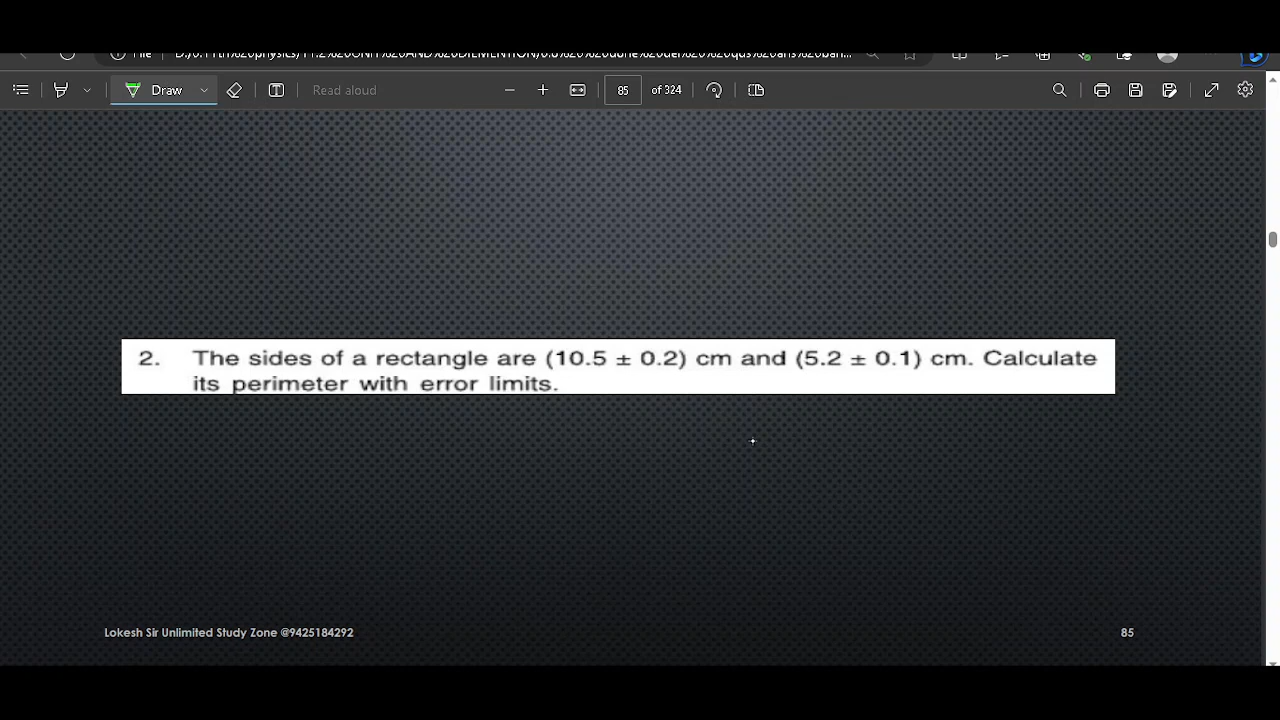 Draw
Read aloud
85 of 324
2. The sides of a rectangle are (10.5 ± 0.2) cm and (5.2 ± 0.1) cm. Calculate
its perimeter with error limits.
Lokesh Sir Unlimited Study Zone @9425184292
85